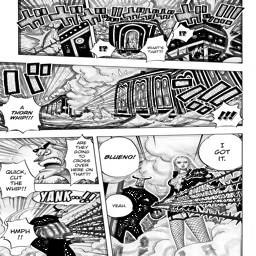 !?
WHAT'S
THAT?!
!?
A
THORN
WHIP!!!
!!!
ARE
THEY
GOING
TO
CROSS
OVER
HERE ON
THAT?!
QUICK,
CUT
THE
WHIP!!
YANK...!!
HMPH
!!
BLUENO!
I
GOT
IT.
YEAH.